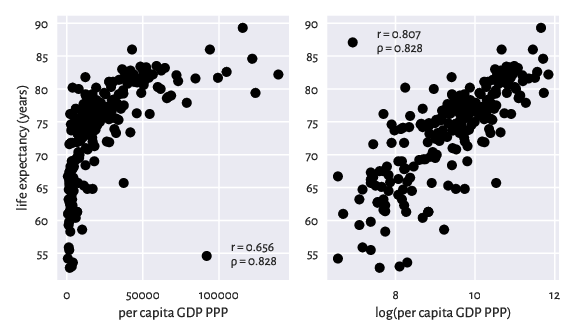 90
85
80
75
70
65
60
55
life expectancy (years)
0 50000 100000
per capita GDP PPP
r = 0.656
ρ = 0.828
90
85
80
75
70
65
60
55
r = 0.807
ρ = 0.828
8 10 12
log(per capita GDP PPP)